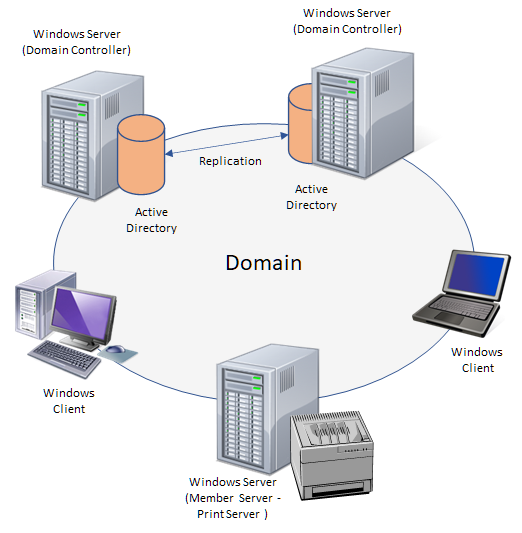 Windows Server
(Domain Controller)
Windows Server
(Domain Controller)
Replication
Active
Directory
Active
Directory
Domain
Windows
Client
Windows
Client
Windows Server
(Member Server -
Print Server )